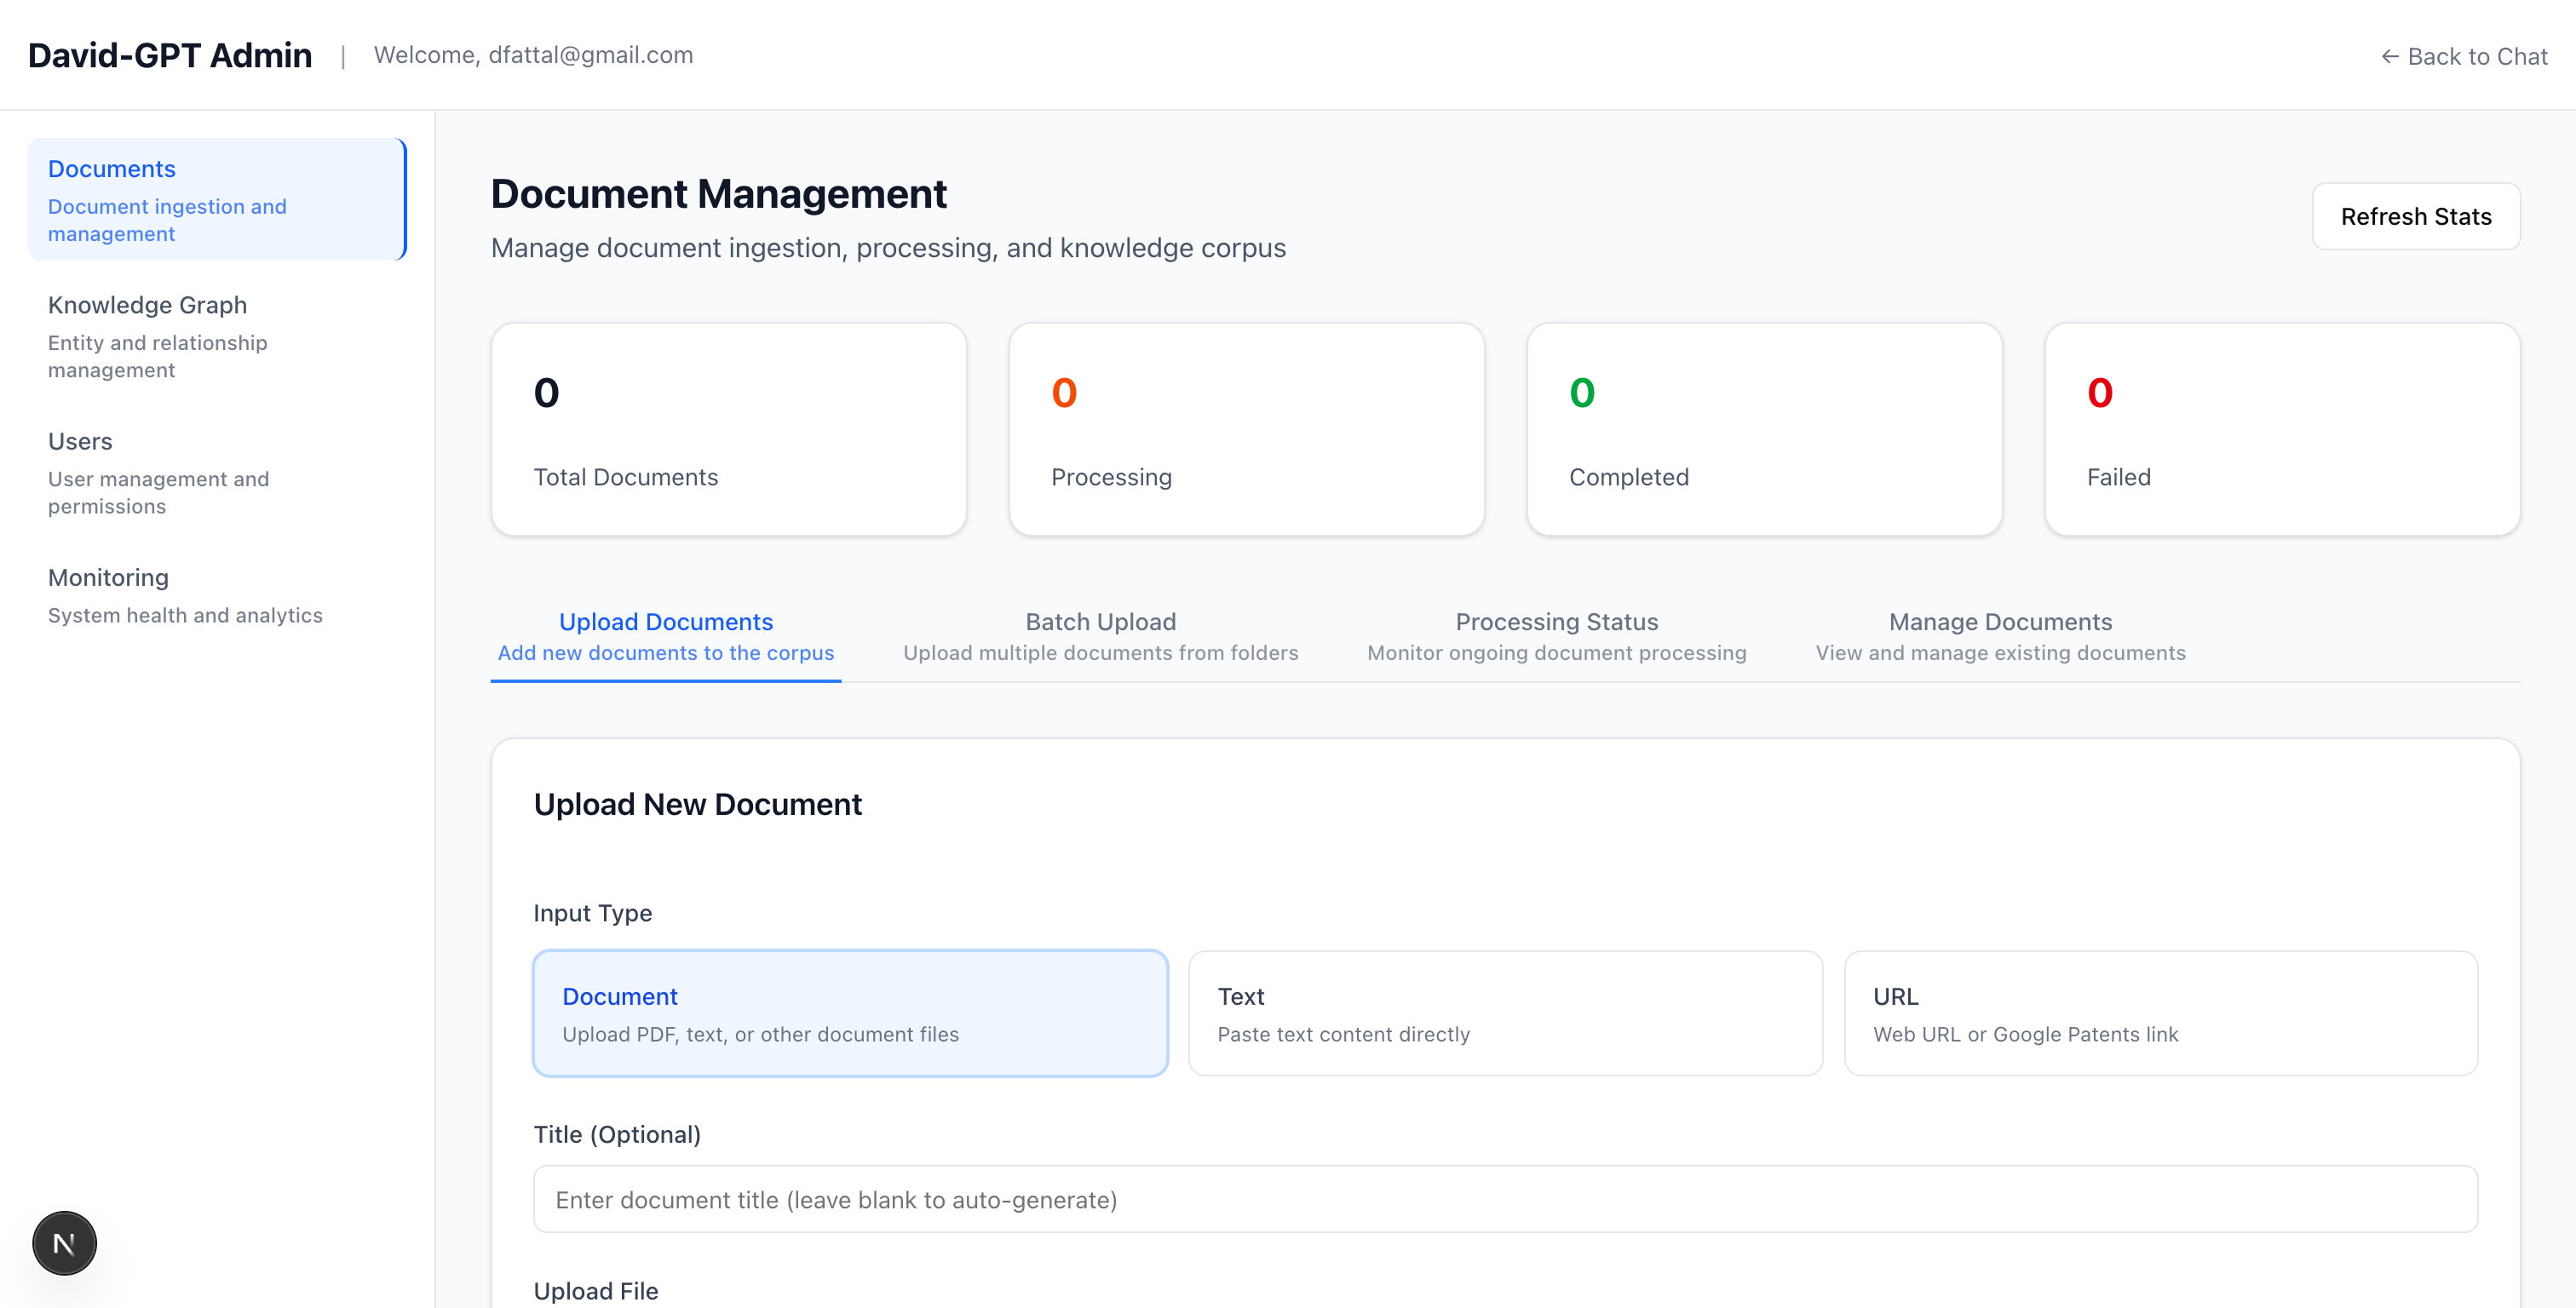 David-GPT Admin | Welcome, dfattal@gmail.com
← Back to Chat
Documents
Document ingestion and
management
Knowledge Graph
Entity and relationship
management
Users
User management and
permissions
Monitoring
System health and analytics
N
Document Management
Manage document ingestion, processing, and knowledge corpus
Refresh Stats
0
Total Documents
0
Processing
0
Completed
0
Failed
Upload Documents
Add new documents to the corpus
Batch Upload
Upload multiple documents from folders
Processing Status
Monitor ongoing document processing
Manage Documents
View and manage existing documents
Upload New Document
Input Type
Document
Upload PDF, text, or other document files
Text
Paste text content directly
URL
Web URL or Google Patents link
Title (Optional)
Enter document title (leave blank to auto-generate)
Upload File